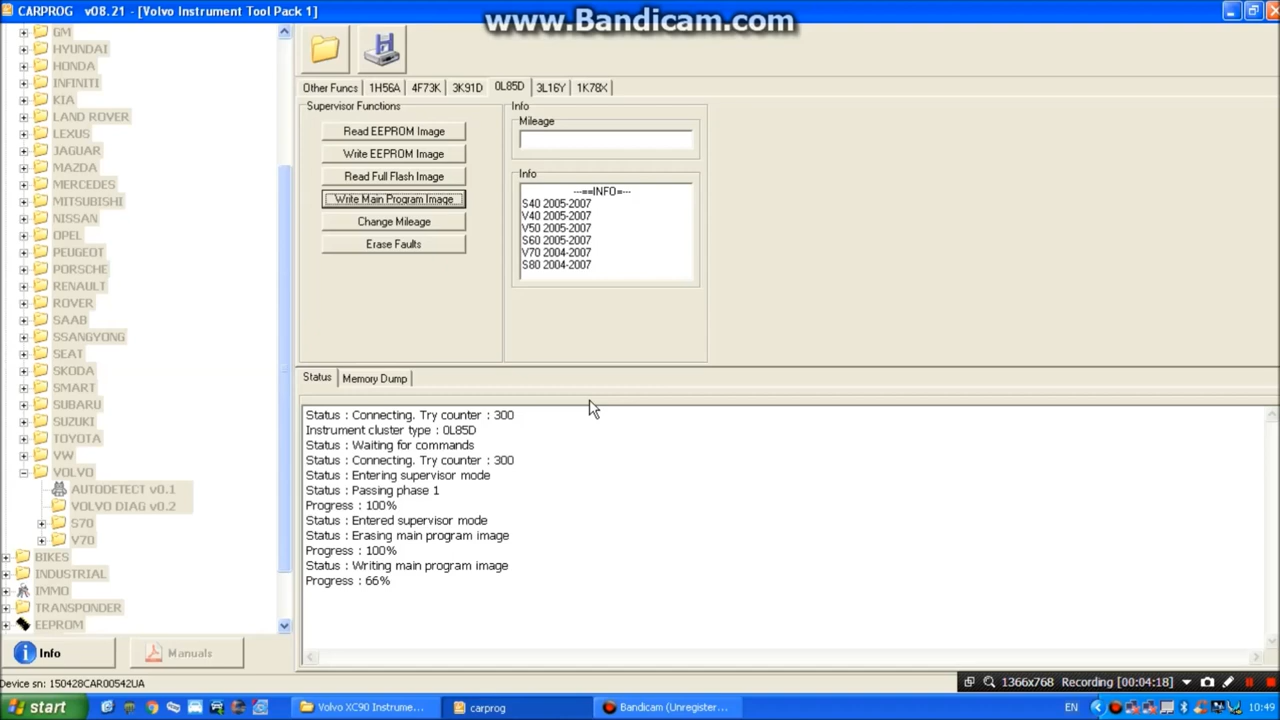 CARPROG v08.21 - [Volvo Instrument Tool Pack 1]
www.Bandicam.com
GM
HYUNDAI
HONDA
INFINITI
KIA
LAND ROVER
LEXUS
JAGUAR
MAZDA
MERCEDES
MITSUBISHI
NISSAN
OPEL
PEUGEOT
PORSCHE
RENAULT
ROVER
SAAB
SSANGYONG
SEAT
SKODA
SMART
SUBARU
SUZUKI
TOYOTA
VW
VOLVO
AUTODETECT v0.1
VOLVO DIAG v0.2
S70
V70
BIKES
INDUSTRIAL
IMMO
TRANSPONDER
EEPROM
Info
Manuals
Other Funcs 1H56A 4F73K 3K91D 0L85D 3L16Y 1K78X
Supervisor Functions
Read EEPROM Image
Write EEPROM Image
Read Full Flash Image
Write Main Program Image
Change Mileage
Erase Faults
Info
Mileage
Info
---==INFO=---
S40 2005-2007
V40 2005-2007
V50 2005-2007
S60 2005-2007
V70 2004-2007
S80 2004-2007
Status Memory Dump
Status : Connecting. Try counter : 300
Instrument cluster type : 0L85D
Status : Waiting for commands
Status : Connecting. Try counter : 300
Status : Entering supervisor mode
Status : Passing phase 1
Progress : 100%
Status : Entered supervisor mode
Status : Erasing main program image
Progress : 100%
Status : Writing main program image
Progress : 66%
Device sn: 150428CAR00542UA
1366x768 Recording [00:04:18]
start
Volvo XC90 Instrume...
carprog
Bandicam (Unregister...
EN
10:49